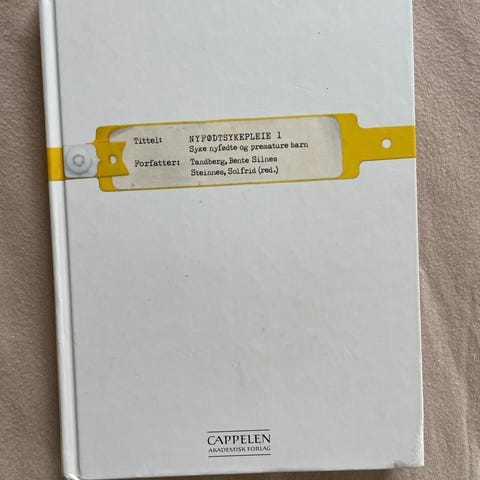 Tittel: NYFØDTSYKEPLEIE 1
Syke nyfødte og premature barn
Forfatter: Tandberg, Bente Silnes
Steinnes, Solfrid (red.)
CAPPELEN
AKADEMISK FORLAG